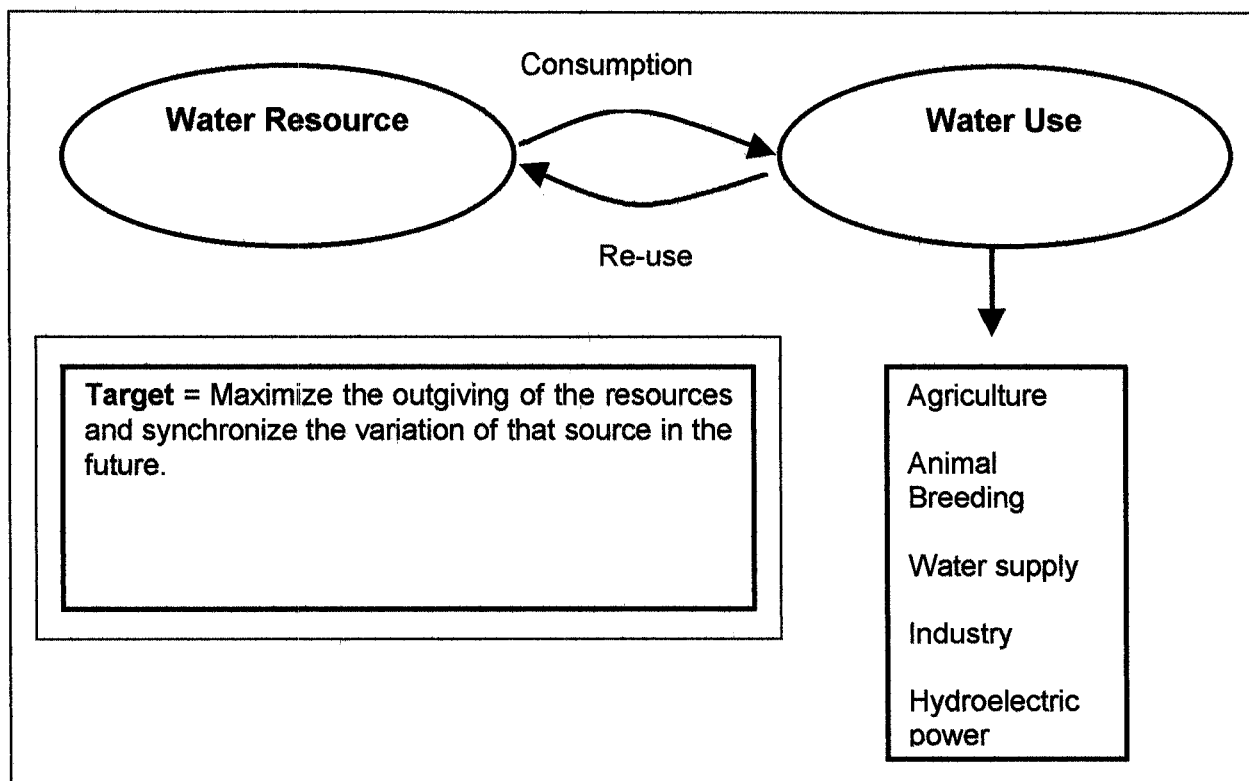 Consumption
Water Resource
Water Use
Re-use
Target = Maximize the outgiving of the resources
and synchronize the variation of that source in the
future.
Agriculture
Animal
Breeding
Water supply
Industry
Hydroelectric
power